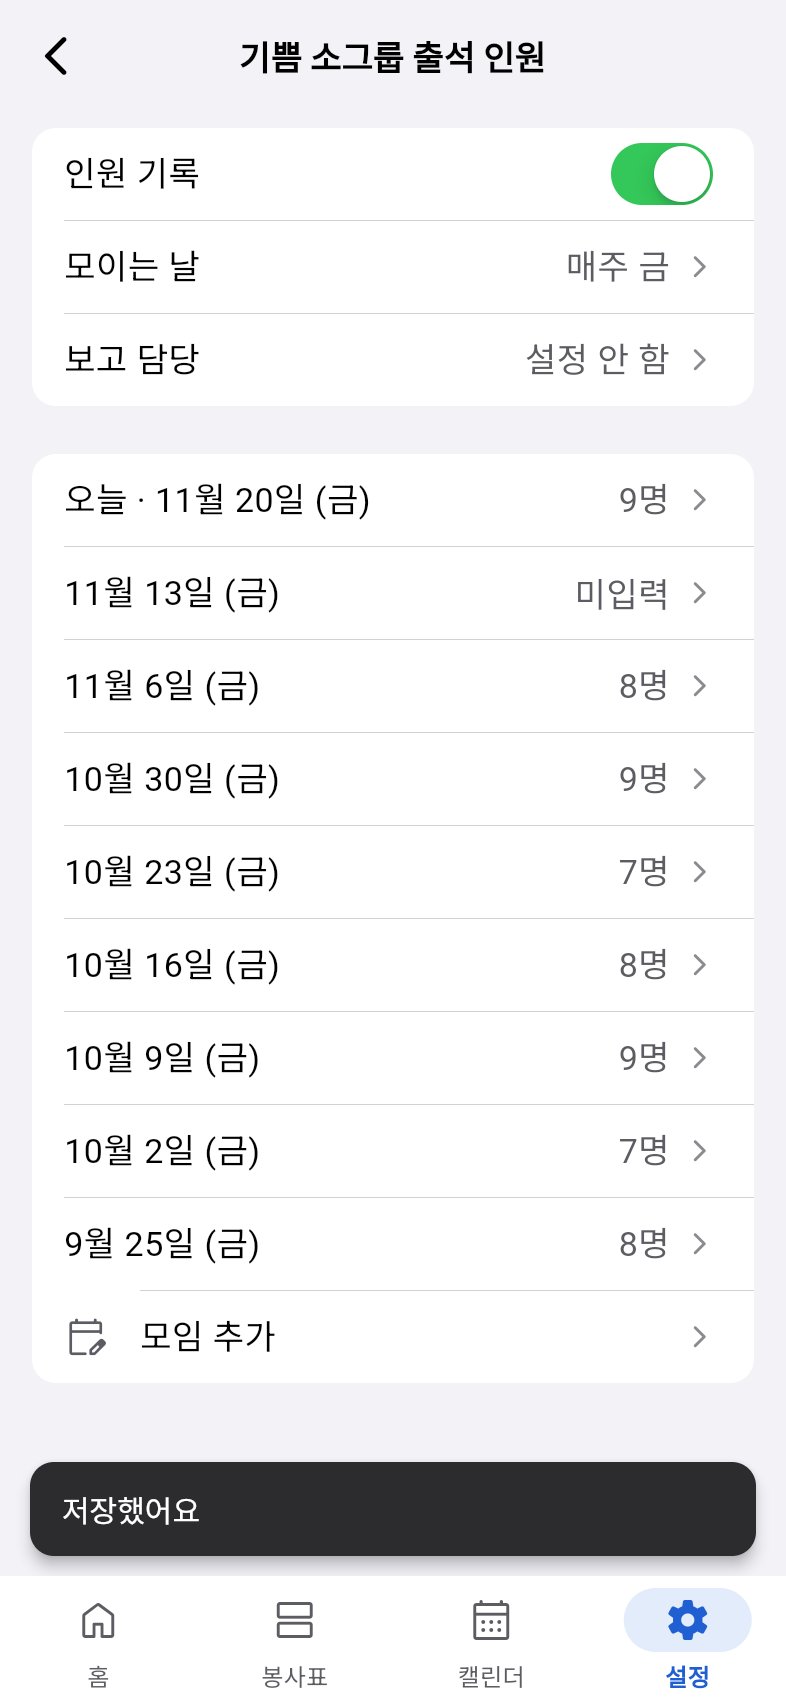 기쁨 소그룹 출석 인원
인원 기록
모이는 날 매주 금
보고 담당 설정 안 함
오늘 · 11월 20일 (금) 9명
11월 13일 (금) 미입력
11월 6일 (금) 8명
10월 30일 (금) 9명
10월 23일 (금) 7명
10월 16일 (금) 8명
10월 9일 (금) 9명
10월 2일 (금) 7명
9월 25일 (금) 8명
모임 추가
저장했어요
홈 봉사표 캘린더 설정